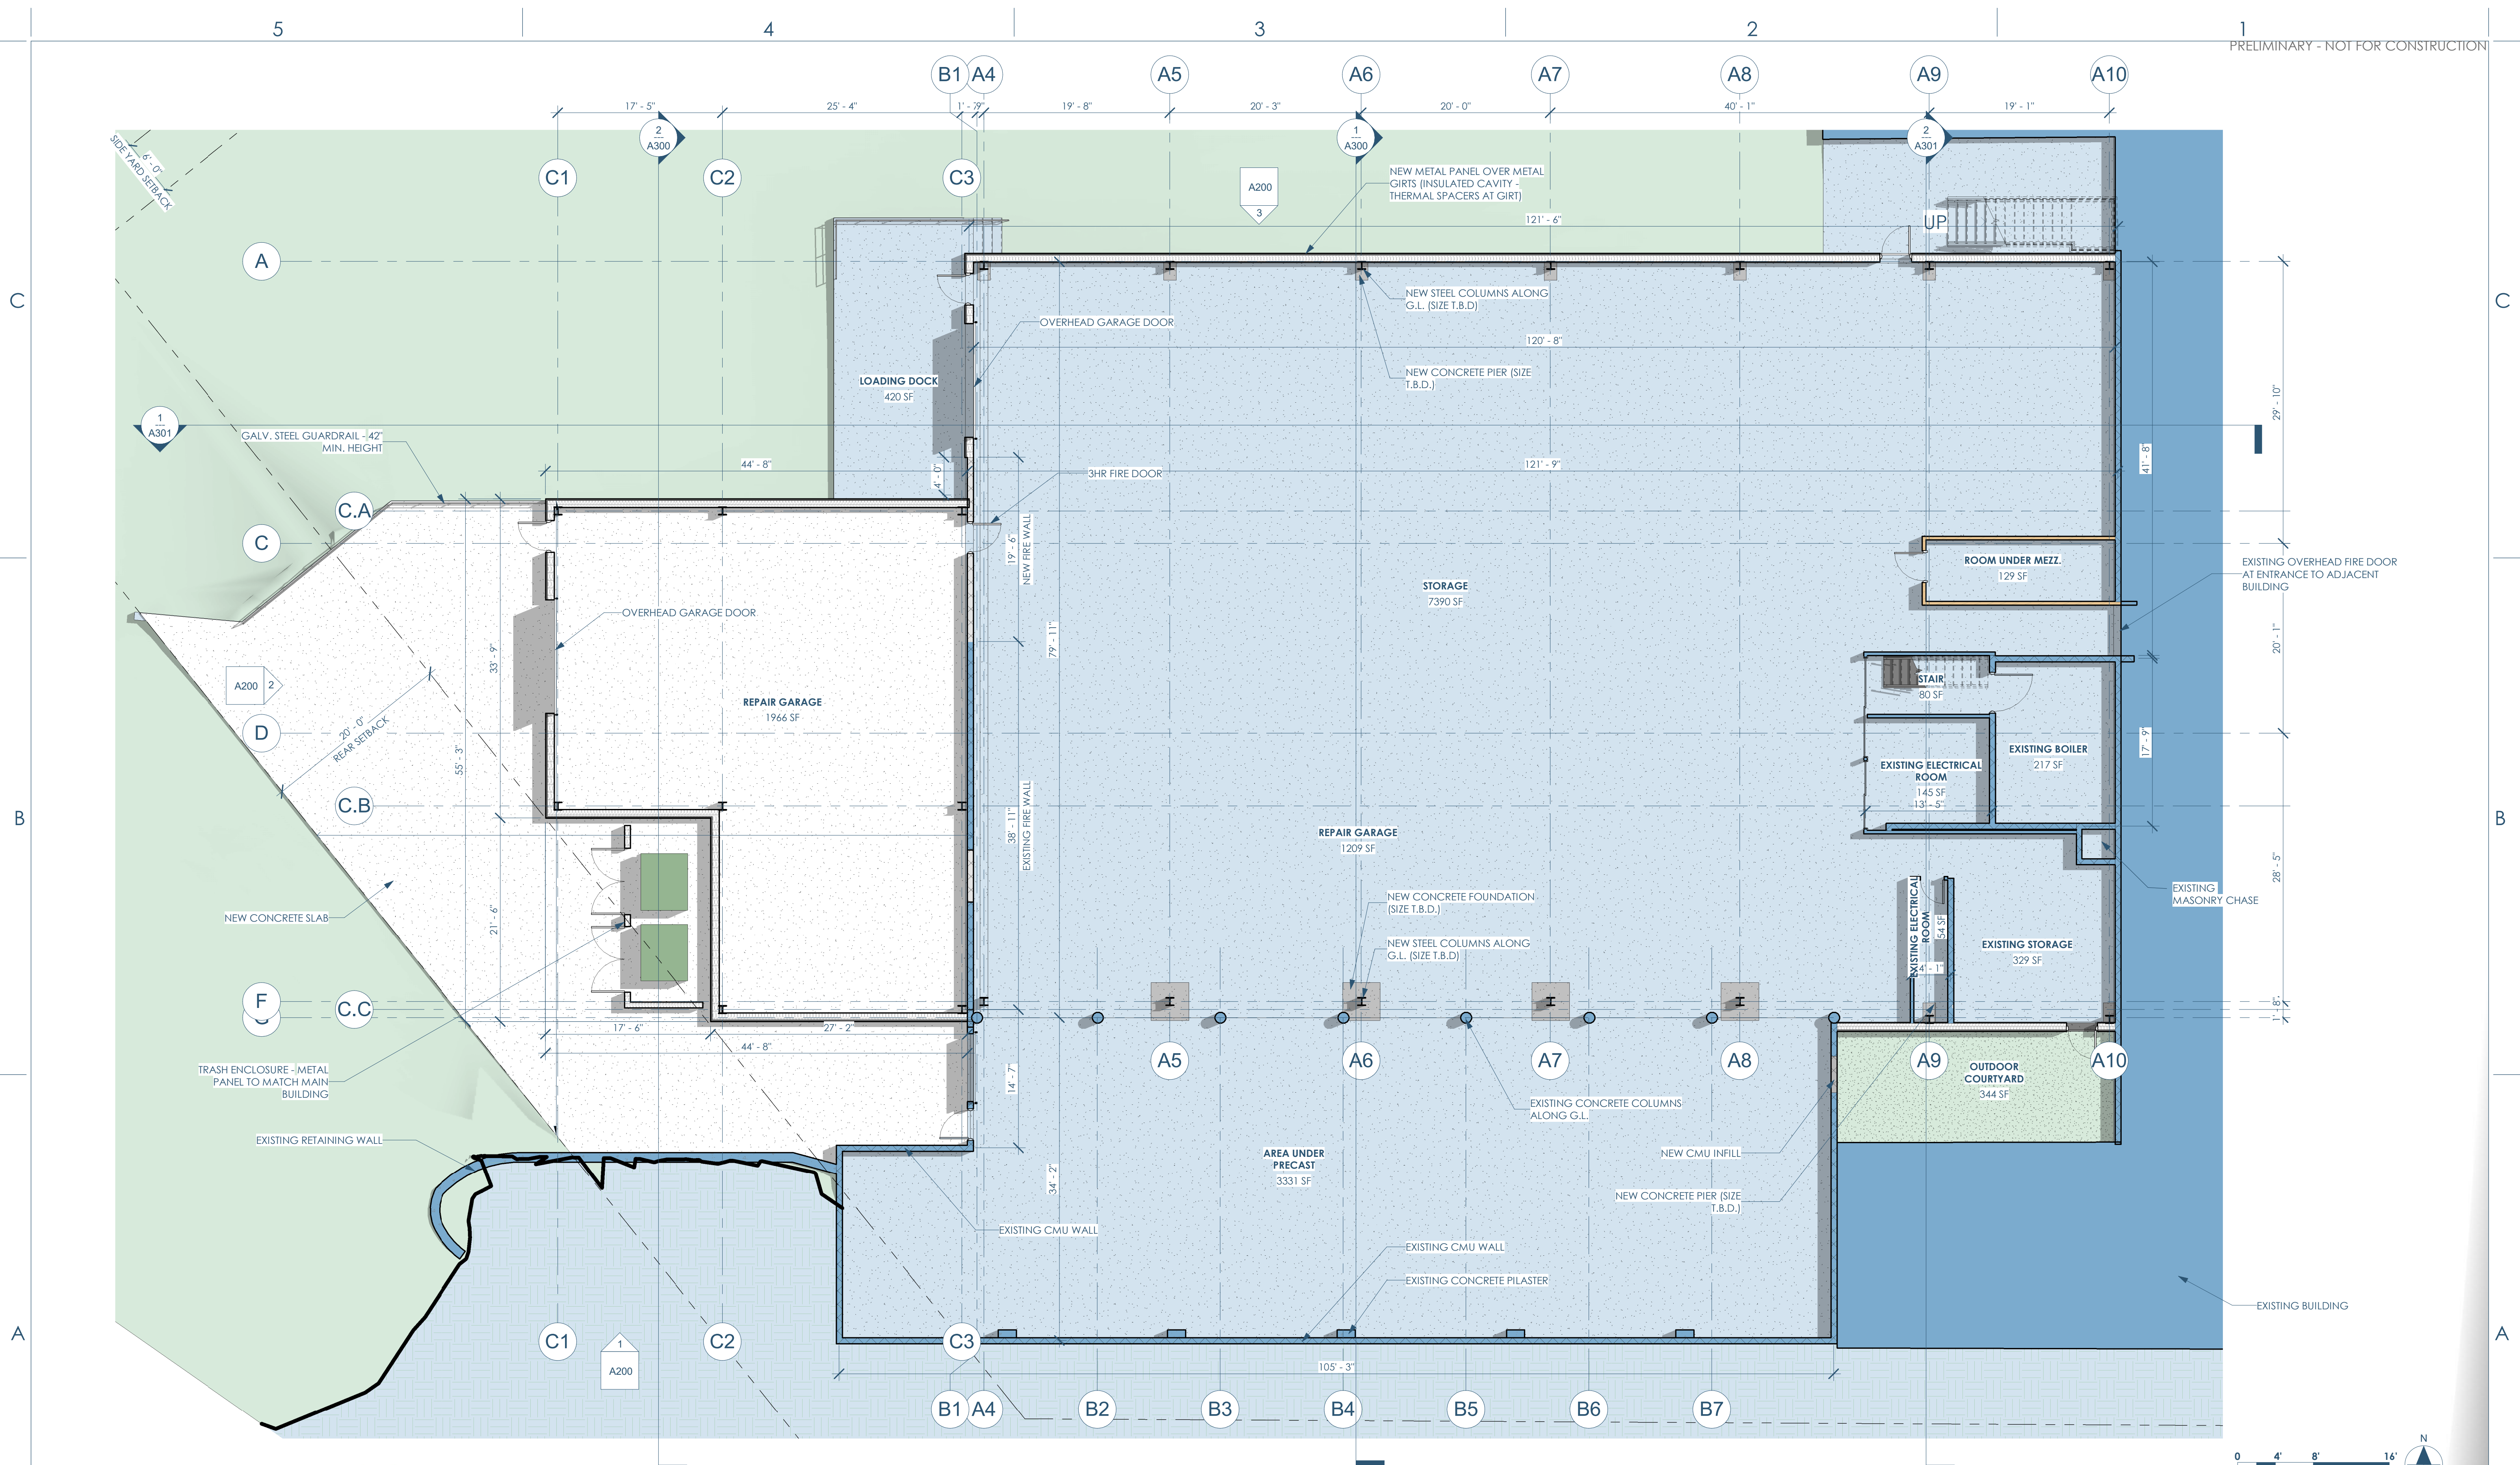 5
4
3
2
1
PRELIMINARY - NOT FOR CONSTRUCTION
B1
A4
A5
A6
A7
A8
A9
A10
17' - 5"
25' - 4"
19' - 8"
20' - 3"
20' - 0"
40' - 1"
19' - 1"
6' - 0"
SIDE YARD SETBACK
2
---
A300
1
---
A300
2
---
A301
C1
C2
C3
A200
3
NEW METAL PANEL OVER METAL
GIRTS (INSULATED CAVITY -
THERMAL SPACERS AT GIRT)
121' - 6"
UP
A
C
C
NEW STEEL COLUMNS ALONG
G.L. (SIZE T.B.D)
OVERHEAD GARAGE DOOR
120' - 8"
LOADING DOCK
420 SF
NEW CONCRETE PIER (SIZE
T.B.D.)
29' - 10"
1
---
A301
GALV. STEEL GUARDRAIL - 42"
MIN. HEIGHT
44' - 8"
4' - 0"
3HR FIRE DOOR
121' - 9"
41' - 8"
C.A
C
19' - 6"
NEW FIRE WALL
ROOM UNDER MEZZ.
129 SF
EXISTING OVERHEAD FIRE DOOR
AT ENTRANCE TO ADJACENT
BUILDING
STORAGE
7390 SF
OVERHEAD GARAGE DOOR
79' - 11"
20' - 1"
33' - 9"
A200
2
STAIR
80 SF
REPAIR GARAGE
1966 SF
20' - 0"
REAR SETBACK
D
55' - 3"
17' - 9"
EXISTING BOILER
217 SF
EXISTING ELECTRICAL
ROOM
145 SF
13' - 5"
C.B
B
B
38' - 11"
EXISTING FIRE WALL
REPAIR GARAGE
1209 SF
28' - 5"
EXISTING
MASONRY CHASE
NEW CONCRETE SLAB
21' - 6"
NEW CONCRETE FOUNDATION
(SIZE T.B.D.)
NEW STEEL COLUMNS ALONG
G.L. (SIZE T.B.D)
EXISTING ELECTRICAL
ROOM
54 SF
4' - 1"
EXISTING STORAGE
329 SF
F
C.C
1' - 8"
17' - 6"
27' - 2"
44' - 8"
A5
A6
A7
A8
A9
A10
TRASH ENCLOSURE - METAL
PANEL TO MATCH MAIN
BUILDING
14' - 7"
OUTDOOR
COURTYARD
344 SF
EXISTING CONCRETE COLUMNS
ALONG G.L.
EXISTING RETAINING WALL
AREA UNDER
PRECAST
3331 SF
NEW CMU INFILL
34' - 2"
NEW CONCRETE PIER (SIZE
T.B.D.)
EXISTING CMU WALL
EXISTING CMU WALL
EXISTING CONCRETE PILASTER
EXISTING BUILDING
A
A
C1
C2
C3
1
A200
105' - 3"
B1
A4
B2
B3
B4
B5
B6
B7
N
0
4'
8'
16'